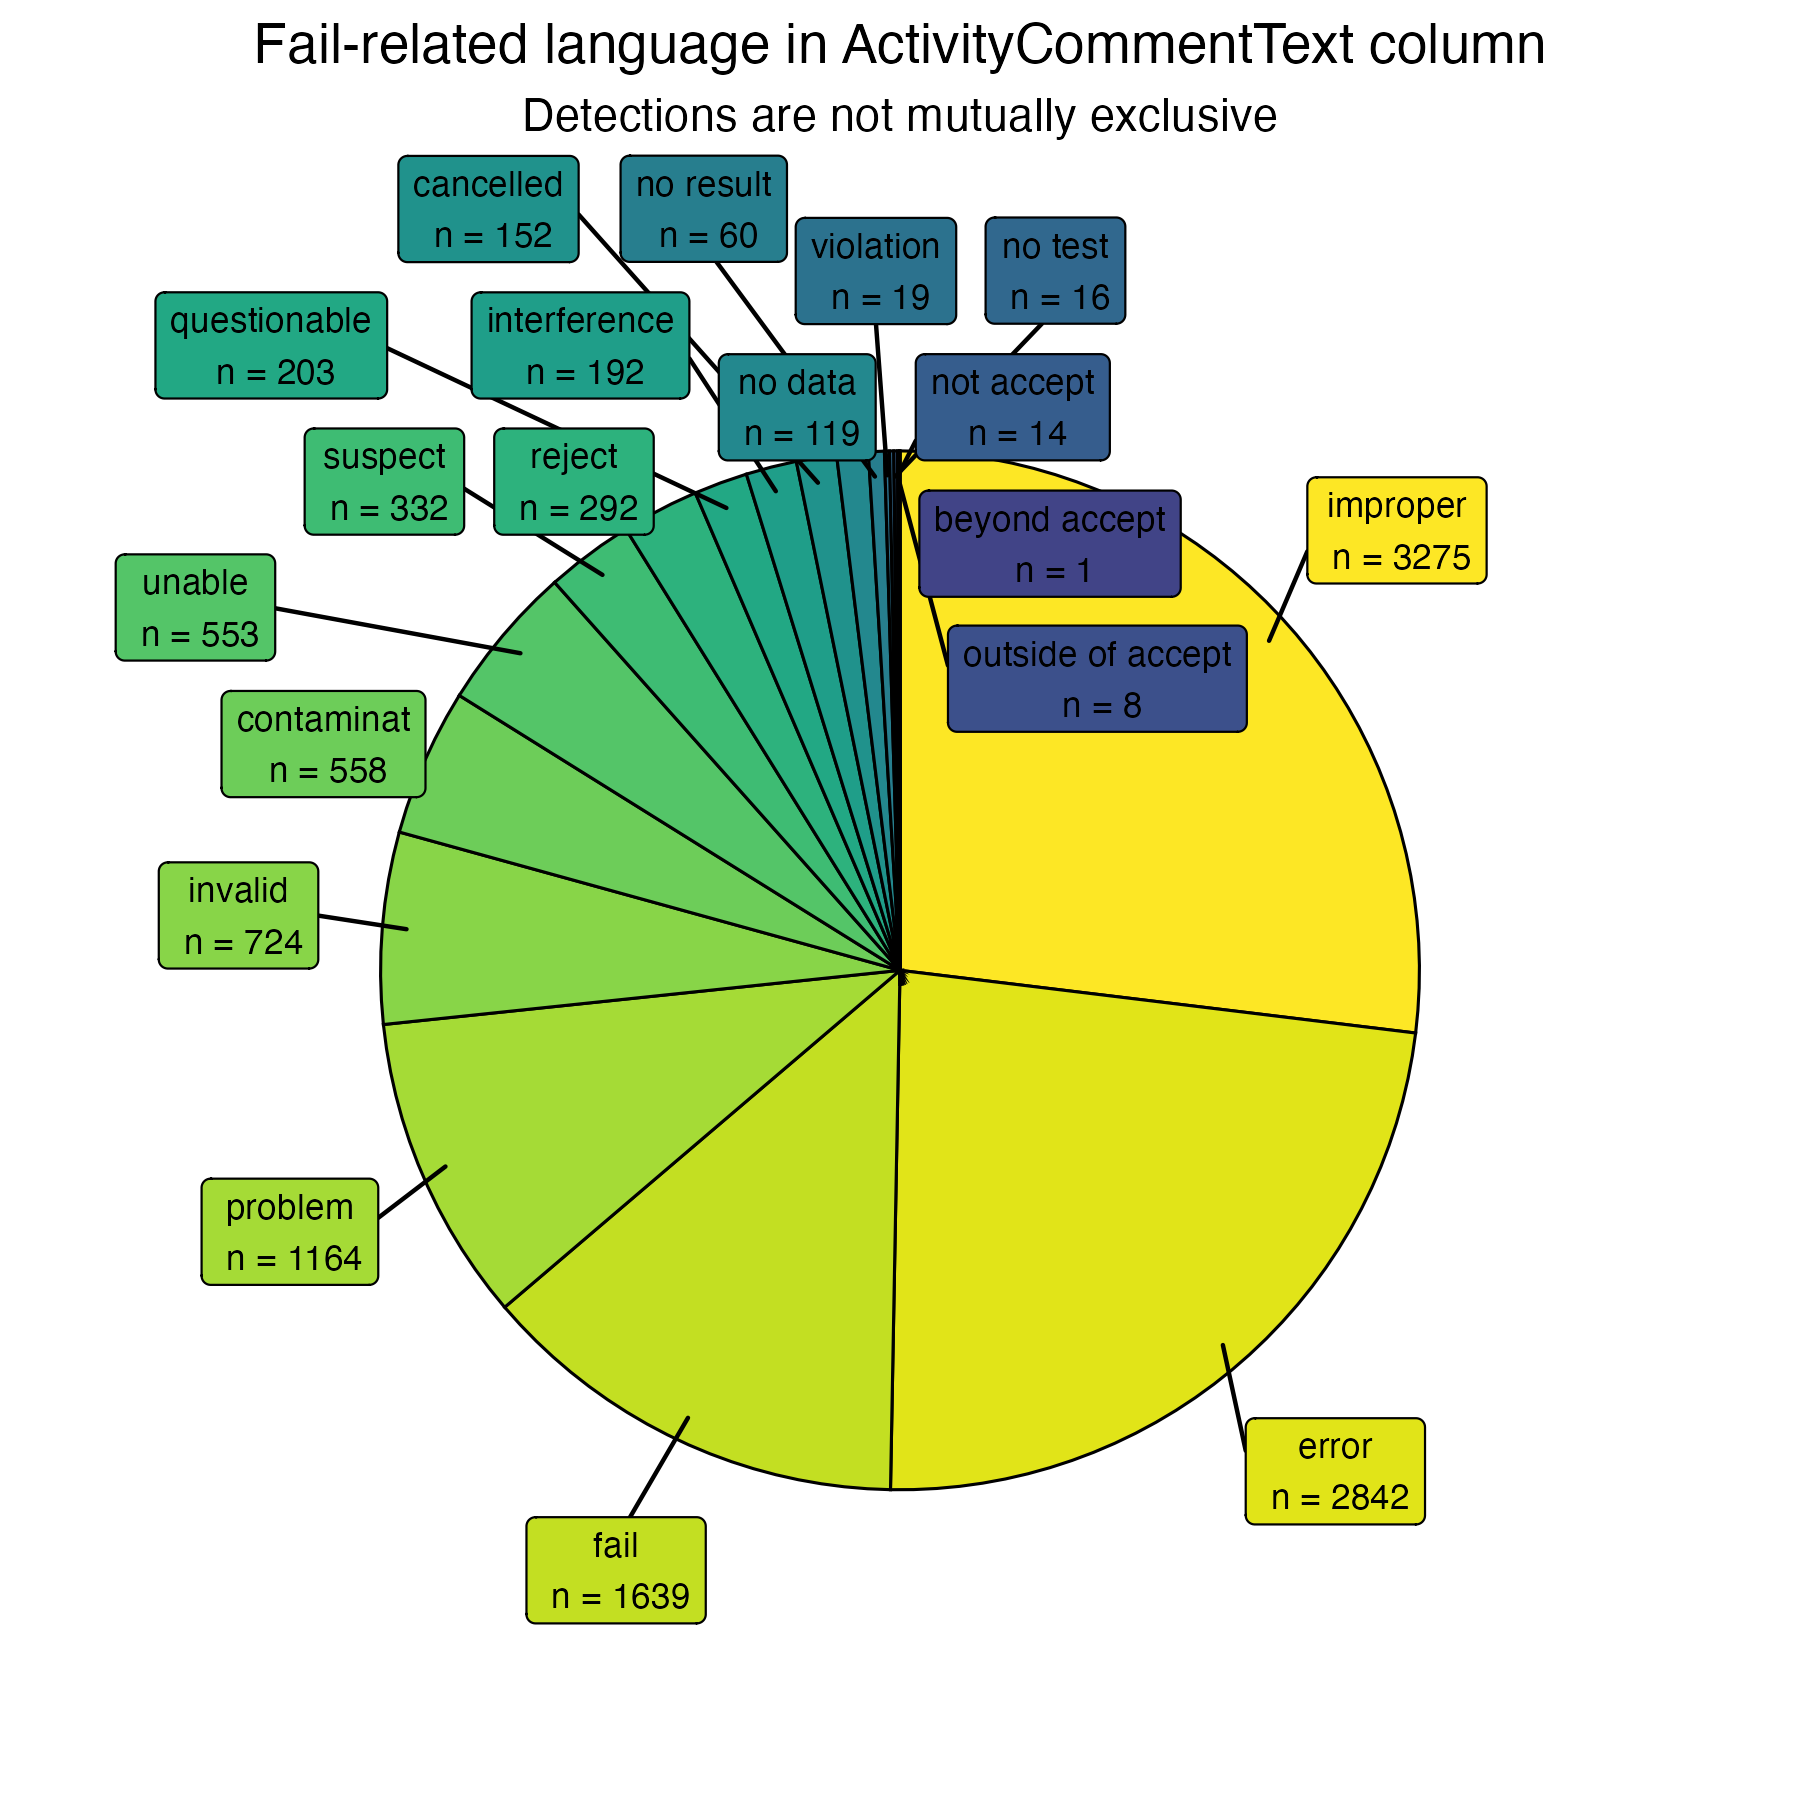 Fail-related language in ActivityCommentText column
Detections are not mutually exclusive
cancelled
n = 152
no result
n = 60
violation
n = 19
no test
n = 16
questionable
n = 203
interference
n = 192
no data
n = 119
not accept
n = 14
suspect
n = 332
reject
n = 292
beyond accept
n = 1
improper
n = 3275
unable
n = 553
outside of accept
n = 8
contaminat
n = 558
invalid
n = 724
problem
n = 1164
error
n = 2842
fail
n = 1639